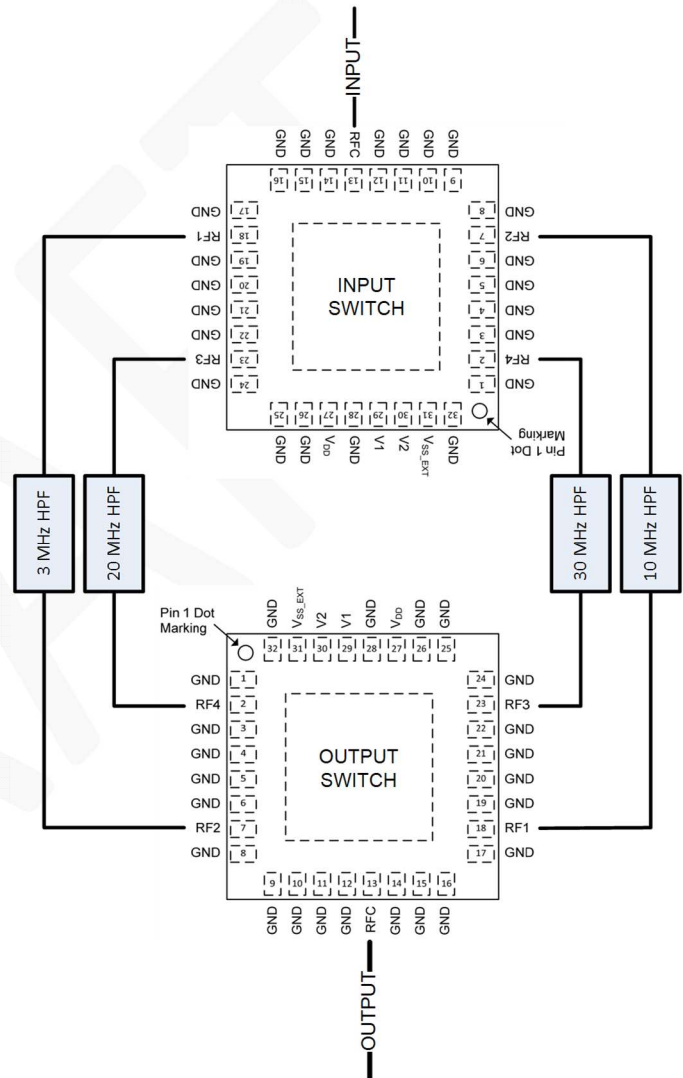 INPUT
GND
GND
GND
RFC
GND
GND
GND
GND
16
15
14
13
12
11
10
9
GND 17
RF1 18
GND 19
GND 20
GND 21
GND 22
RF3 23
GND 24
8 GND
7 RF2
6 GND
5 GND
4 GND
3 GND
2 RF4
1 GND
INPUT
SWITCH
25
26
27
28
29
30
31
32
GND
GND
VDD
GND
V1
V2
VSS_EXT
GND
Pin 1 Dot
Marking
3 MHz HPF
20 MHz HPF
30 MHz HPF
10 MHz HPF
Pin 1 Dot
Marking
GND
VSS_EXT
V2
V1
GND
VDD
GND
GND
32
31
30
29
28
27
26
25
GND 1
RF4 2
GND 3
GND 4
GND 5
GND 6
RF2 7
GND 8
24 GND
23 RF3
22 GND
21 GND
20 GND
19 GND
18 RF1
17 GND
OUTPUT
SWITCH
9
10
11
12
13
14
15
16
GND
GND
GND
GND
RFC
GND
GND
GND
OUTPUT